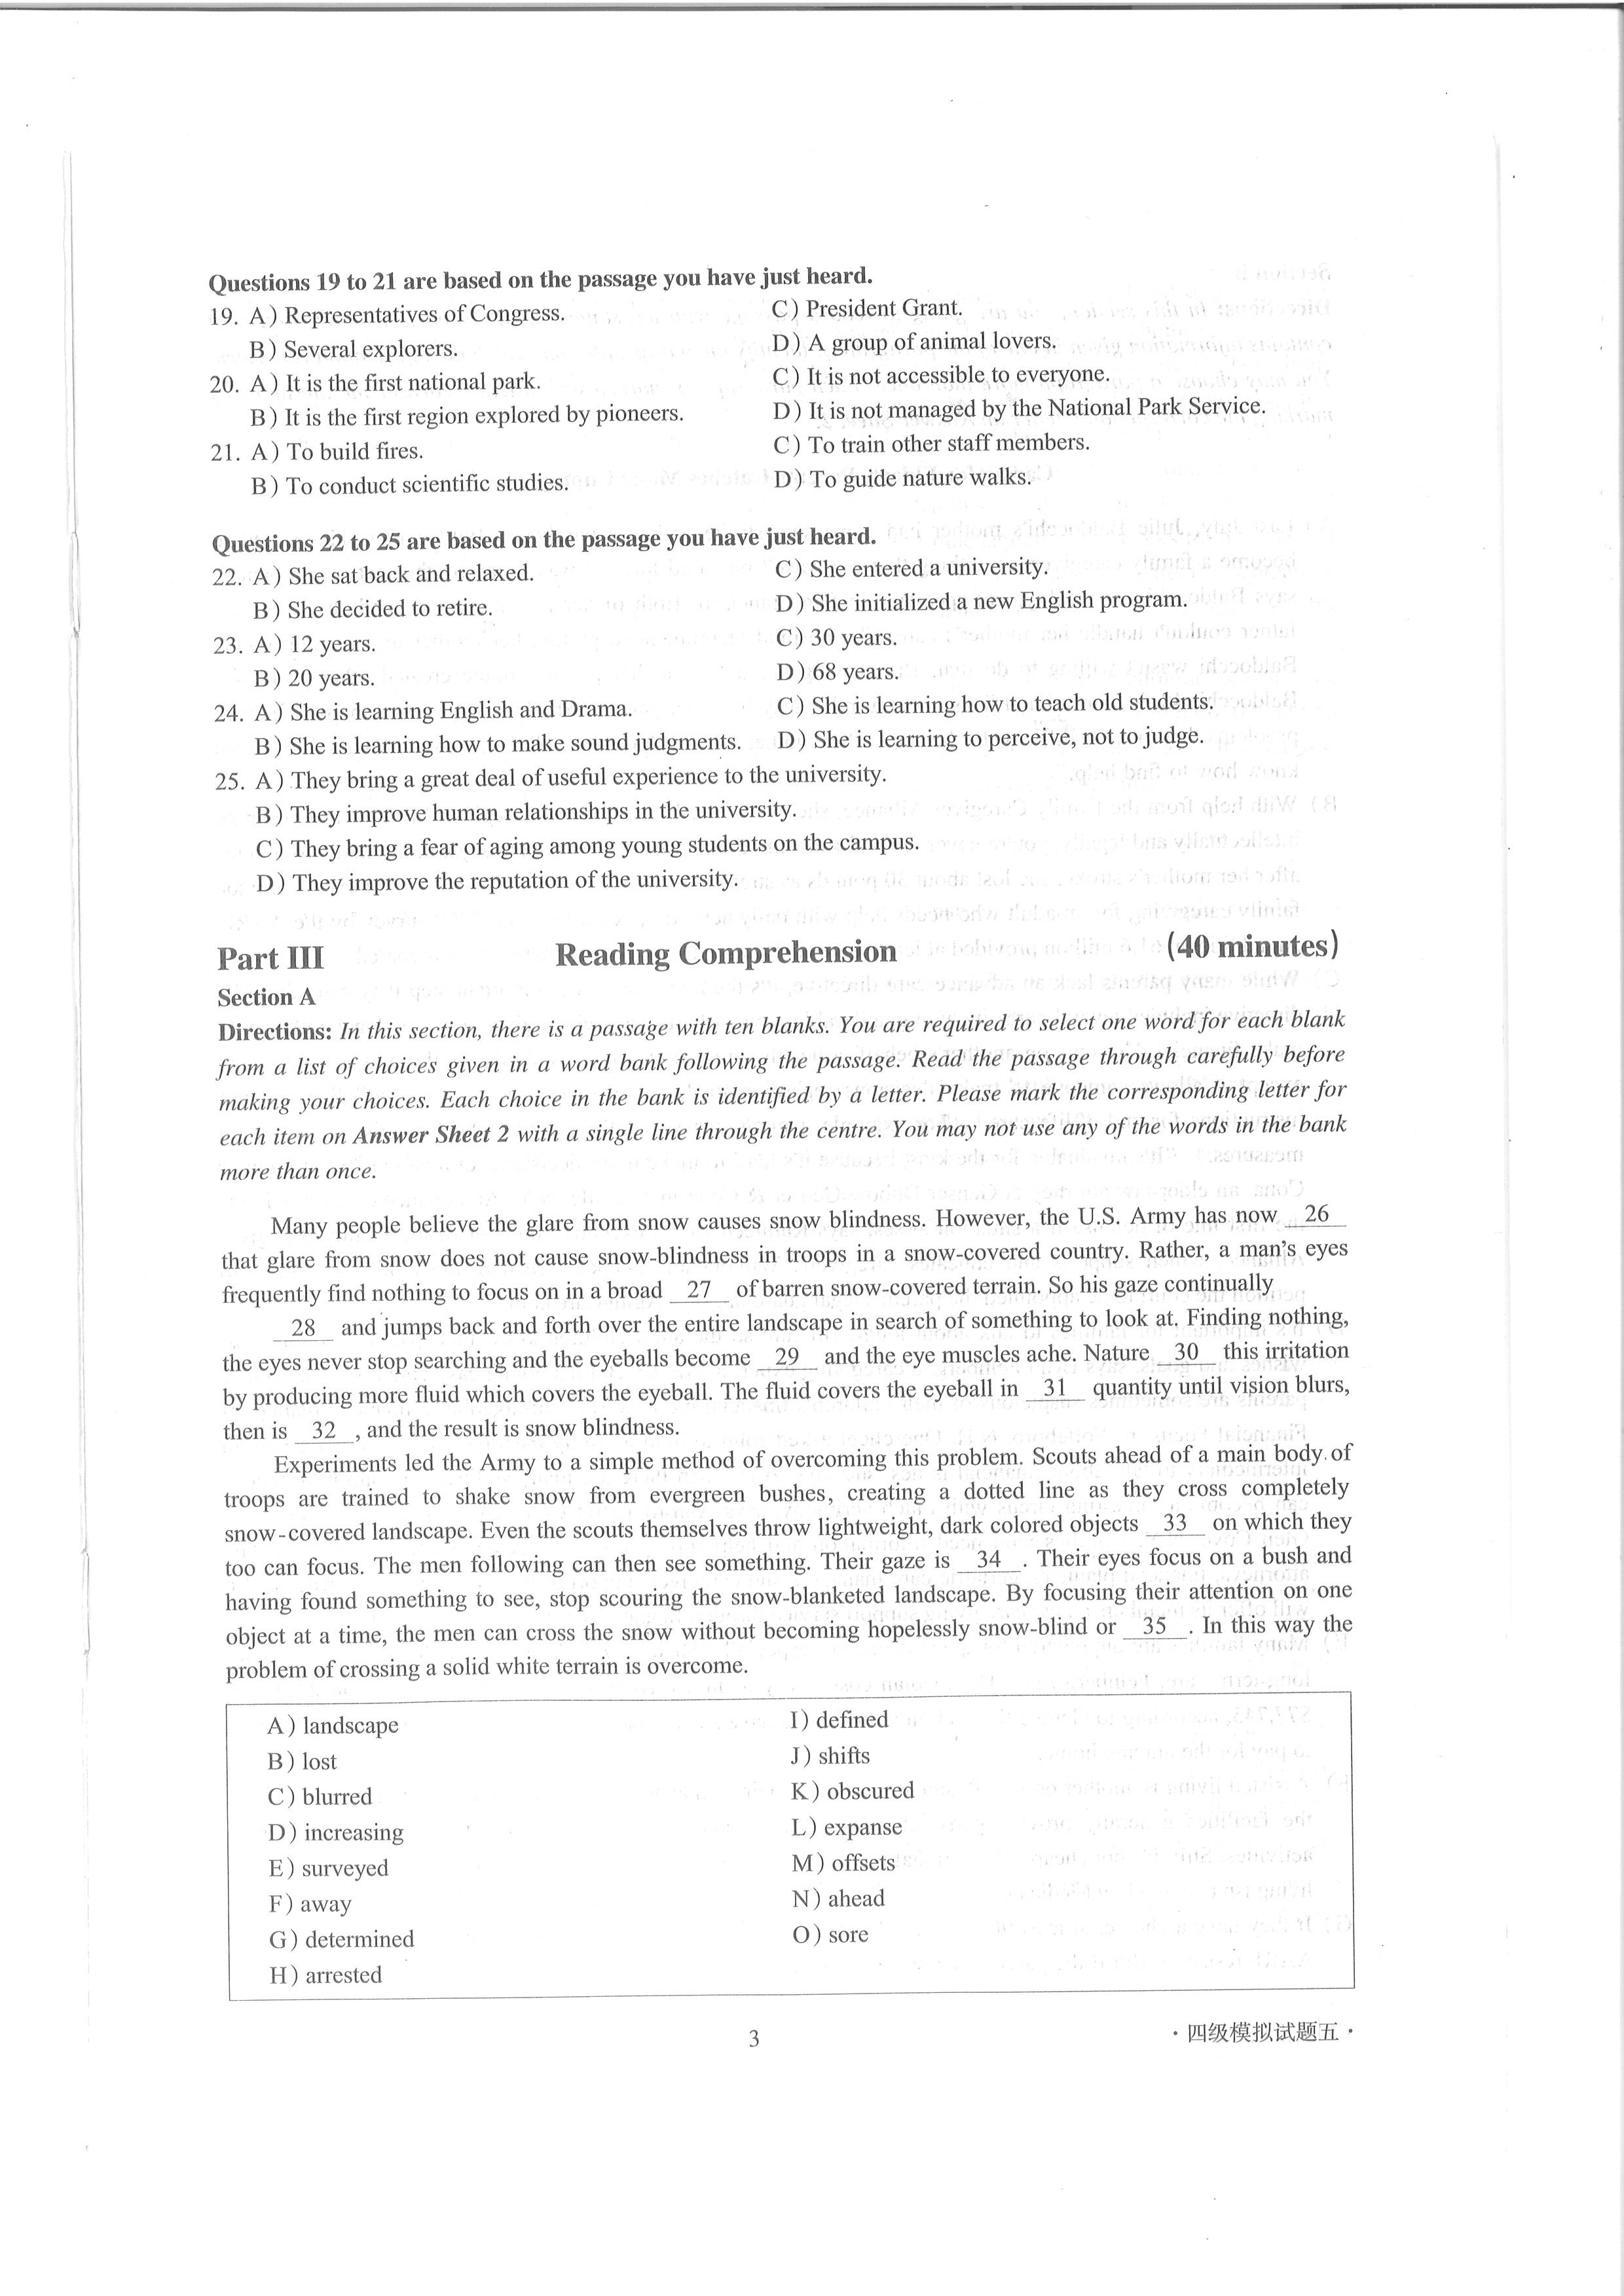 Questions 19 to 21 are based on the passage you have just heard.
19. A) Representatives of Congress. C) President Grant.
B) Several explorers. D) A group of animal lovers.
20. A) It is the first national park. C) It is not accessible to everyone.
B) It is the first region explored by pioneers. D) It is not managed by the National Park Service.
21. A) To build fires. C) To train other staff members.
B) To conduct scientific studies. D) To guide nature walks.
Questions 22 to 25 are based on the passage you have just heard.
22. A) She sat back and relaxed. C) She entered a university.
B) She decided to retire. D) She initialized a new English program.
23. A) 12 years. C) 30 years.
B) 20 years. D) 68 years.
24. A) She is learning English and Drama. C) She is learning how to teach old students.
B) She is learning how to make sound judgments. D) She is learning to perceive, not to judge.
25. A) They bring a great deal of useful experience to the university.
B) They improve human relationships in the university.
C) They bring a fear of aging among young students on the campus.
D) They improve the reputation of the university.
Part III Reading Comprehension (40 minutes)
Section A
Directions: In this section, there is a passage with ten blanks. You are required to select one word for each blank
from a list of choices given in a word bank following the passage. Read the passage through carefully before
making your choices. Each choice in the bank is identified by a letter. Please mark the corresponding letter for
each item on Answer Sheet 2 with a single line through the centre. You may not use any of the words in the bank
more than once.
Many people believe the glare from snow causes snow blindness. However, the U.S. Army has now 26
that glare from snow does not cause snow-blindness in troops in a snow-covered country. Rather, a man's eyes
frequently find nothing to focus on in a broad 27 of barren snow-covered terrain. So his gaze continually
28 and jumps back and forth over the entire landscape in search of something to look at. Finding nothing,
the eyes never stop searching and the eyeballs become 29 and the eye muscles ache. Nature 30 this irritation
by producing more fluid which covers the eyeball. The fluid covers the eyeball in 31 quantity until vision blurs,
then is 32 , and the result is snow blindness.
Experiments led the Army to a simple method of overcoming this problem. Scouts ahead of a main body of
troops are trained to shake snow from evergreen bushes, creating a dotted line as they cross completely
snow-covered landscape. Even the scouts themselves throw lightweight, dark colored objects 33 on which they
too can focus. The men following can then see something. Their gaze is 34 . Their eyes focus on a bush and
having found something to see, stop scouring the snow-blanketed landscape. By focusing their attention on one
object at a time, the men can cross the snow without becoming hopelessly snow-blind or 35 . In this way the
problem of crossing a solid white terrain is overcome.
A) landscape I) defined
B) lost J) shifts
C) blurred K) obscured
D) increasing L) expanse
E) surveyed M) offsets
F) away N) ahead
G) determined O) sore
H) arrested
3 · 四级模拟试题五 ·